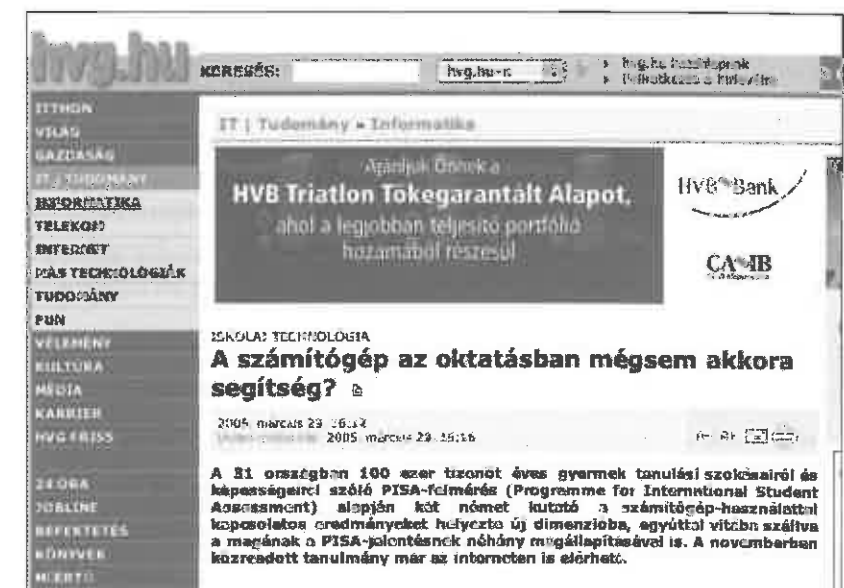 hvg.hu
KERESÉS:
hvg.hu-n
ITTHON
VILÁG
GAZDASÁG
IT | TUDOMÁNY
INFORMATIKA
TELEKOM
INTERNET
MÁS TECHNOLÓGIÁK
TUDOMÁNY
FUN
VÉLEMÉNY
KULTÚRA
MÉDIA
KARRIER
HVG FRISS
24 ÓRA
JOBLINE
BEFEKTETÉS
KÖNYVEK
IT | Tudomány » Informatika
Ajánljuk Önnek a
HVB Triatlon Tőkegarantált Alapot,
ahol a legjobban teljesítő portfólió
hozamából részesül
HVB Bank
CA IB
ISKOLAI TECHNOLÓGIA
A számítógép az oktatásban mégsem akkora
segítség?
2005. március 29.
2005. március 29. 16:16
A 31 országban 100 ezer tizenöt éves gyermek tanulási szokásairól és
képességeiről szóló PISA-felmérés (Programme for International Student
Assessment) alapján két német kutató a számítógép-használattal
kapcsolatos eredményeket helyezte új dimenzióba, egyúttal vitába szállva
a magának a PISA-jelentésnek néhány megállapításával is. A novemberben
közreadott tanulmány már az interneten is elérhető.